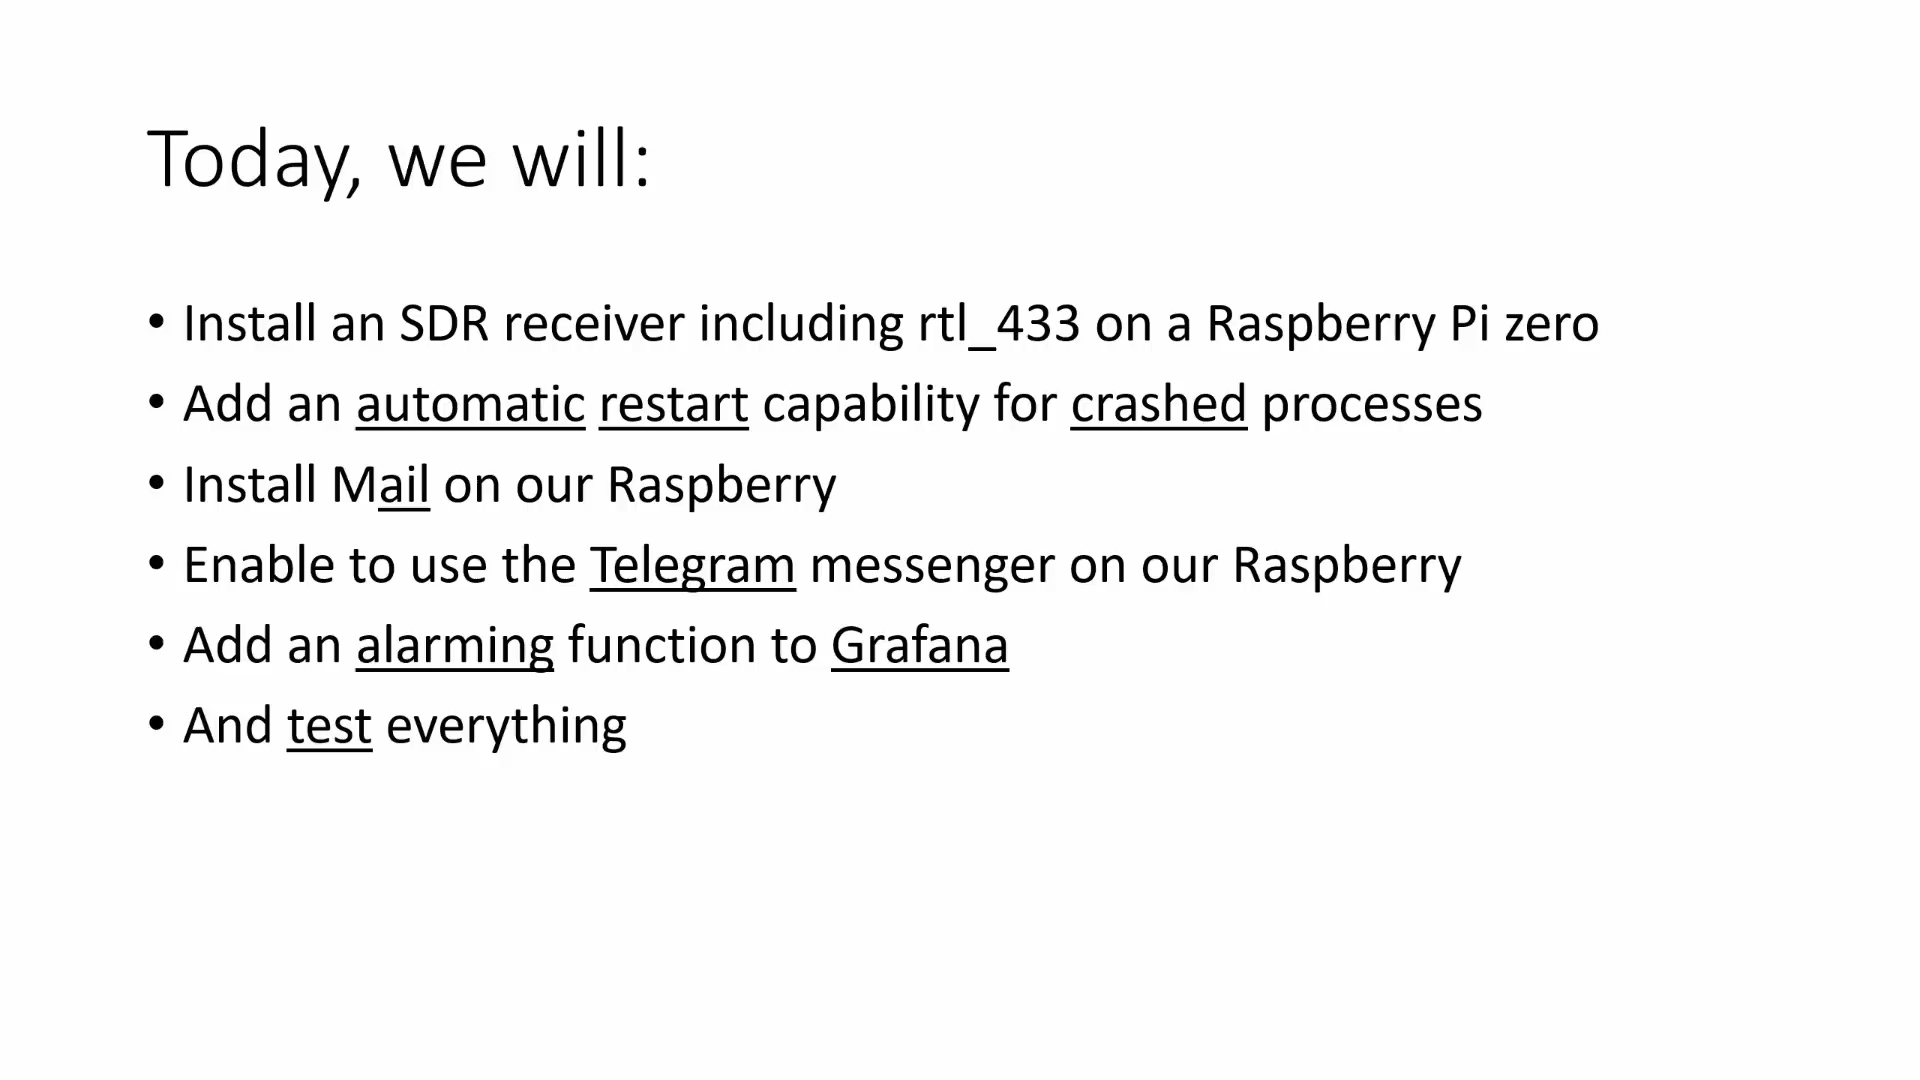 Today, we will:
• Install an SDR receiver including rtl_433 on a Raspberry Pi zero
• Add an automatic restart capability for crashed processes
• Install Mail on our Raspberry
• Enable to use the Telegram messenger on our Raspberry
• Add an alarming function to Grafana
• And test everything